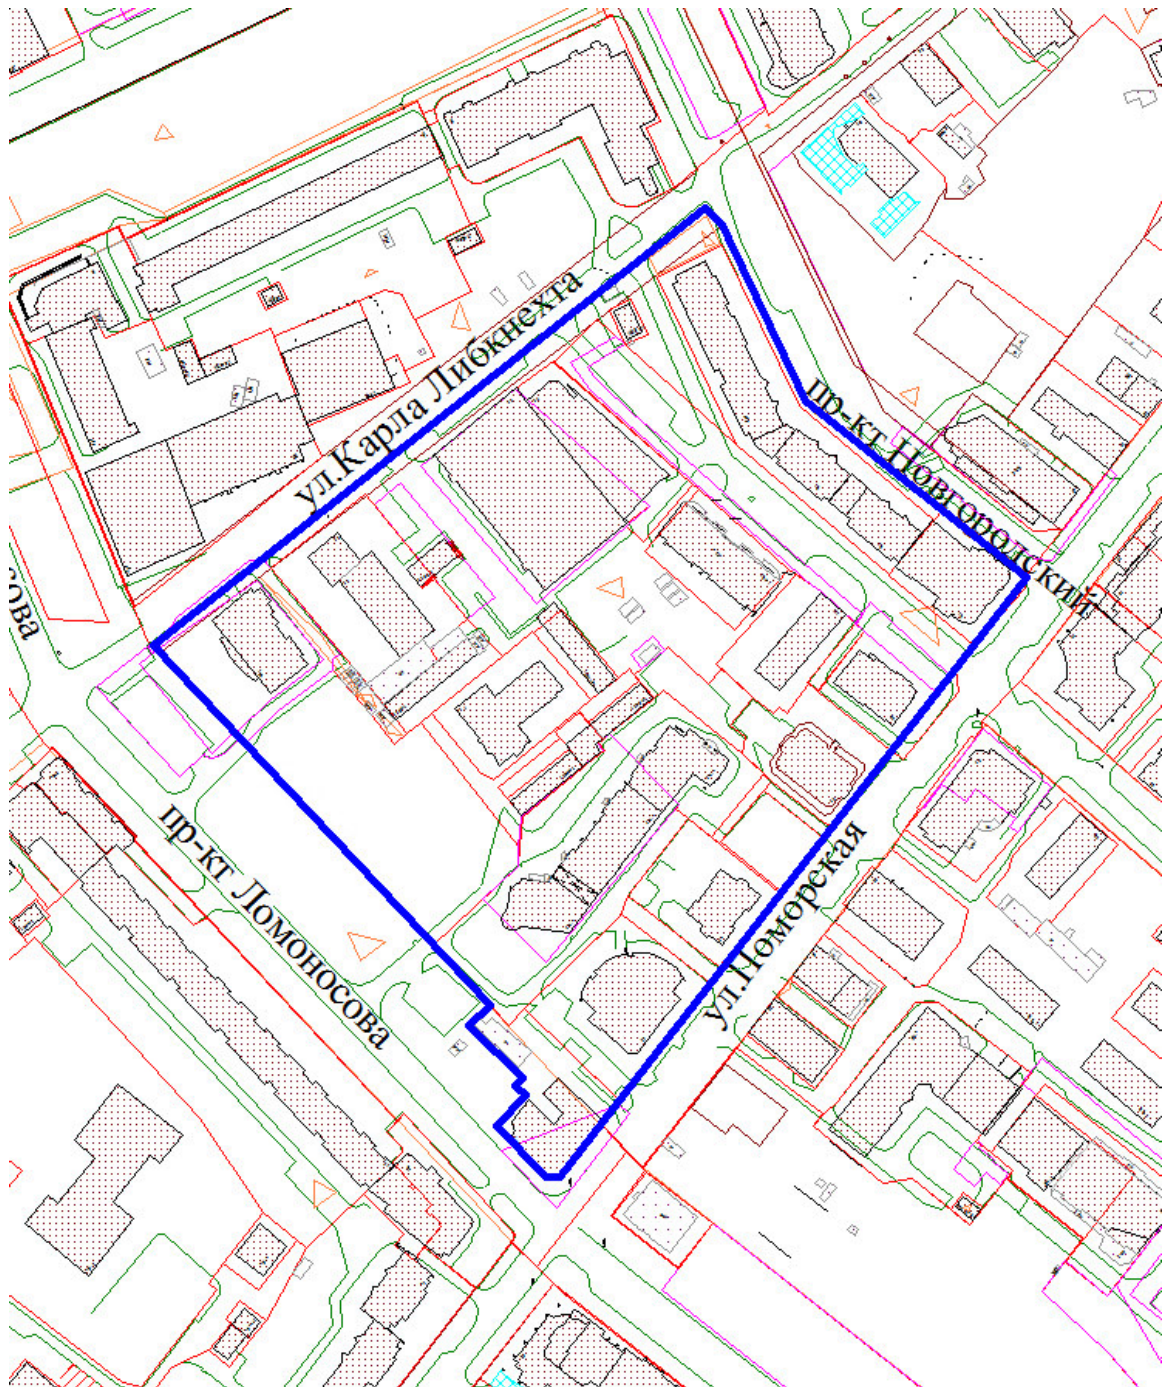 ул.Карла Либкнехта
пр-кт Новгородский
сова
пр-кт Ломоносова
ул.Поморская